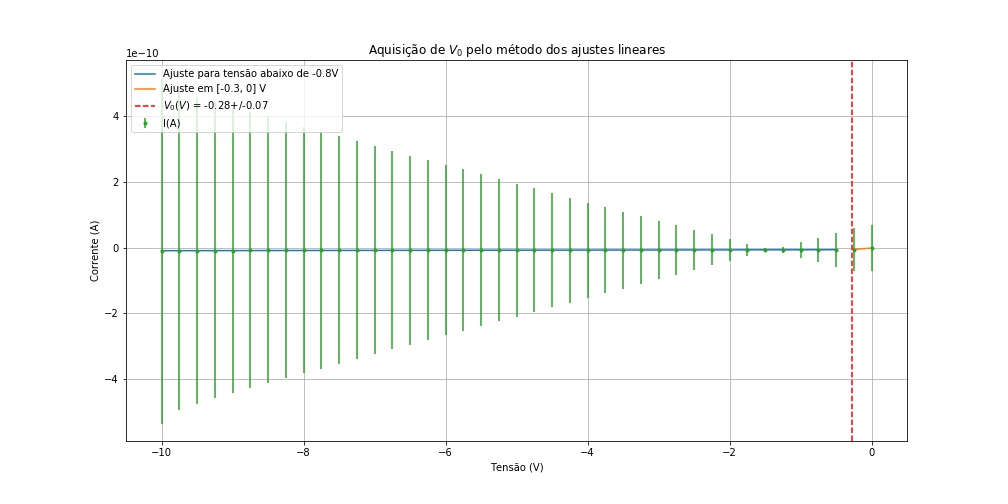 Aquisição de V₀ pelo método dos ajustes lineares
1e−10
Ajuste para tensão abaixo de -0.8V
Ajuste em [-0.3, 0] V
V₀(V) = -0.28+/-0.07
I(A)
4
2
0
−2
−4
Corrente (A)
−10
−8
−6
−4
−2
0
Tensão (V)